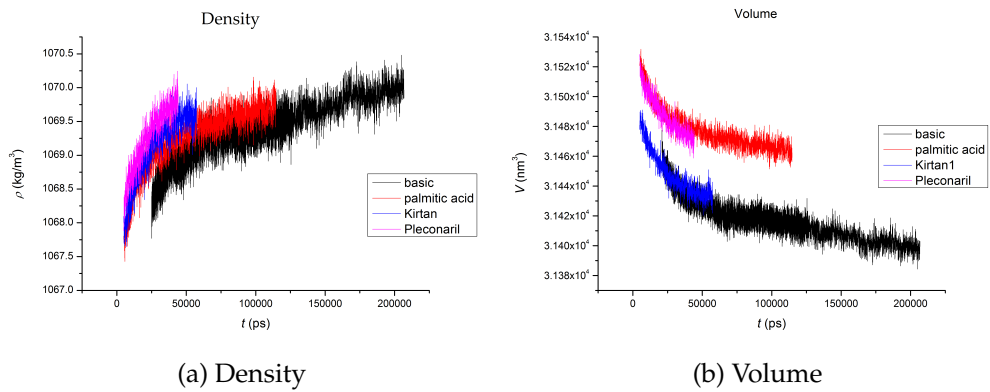 Density
1070.5
1070.0
1069.5
1069.0
1068.5
1068.0
1067.5
1067.0
ρ (kg/m³)
0 50000 100000 150000 200000
t (ps)
basic
palmitic acid
Kirtan
Pleconaril
(a) Density
Volume
3.154x10⁴
3.152x10⁴
3.150x10⁴
3.148x10⁴
3.146x10⁴
3.144x10⁴
3.142x10⁴
3.140x10⁴
3.138x10⁴
V (nm³)
0 50000 100000 150000 200000
t (ps)
basic
palmitic acid
Kirtan1
Pleconaril
(b) Volume